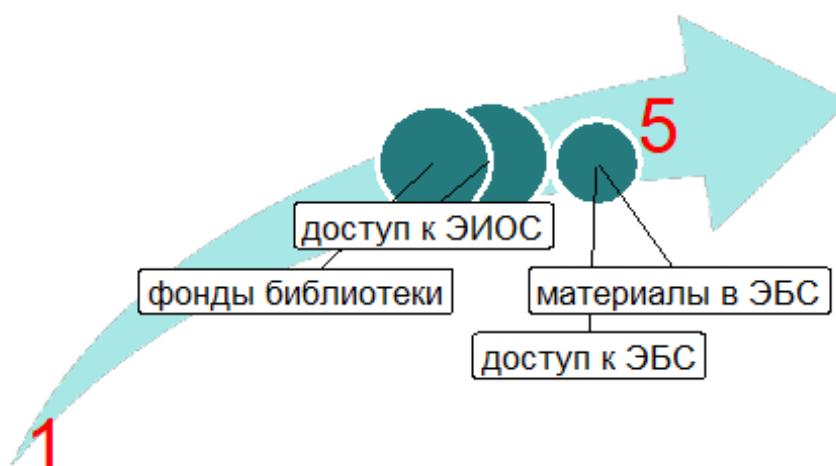 5
доступ к ЭИОС
фонды библиотеки
материалы в ЭБС
доступ к ЭБС
1